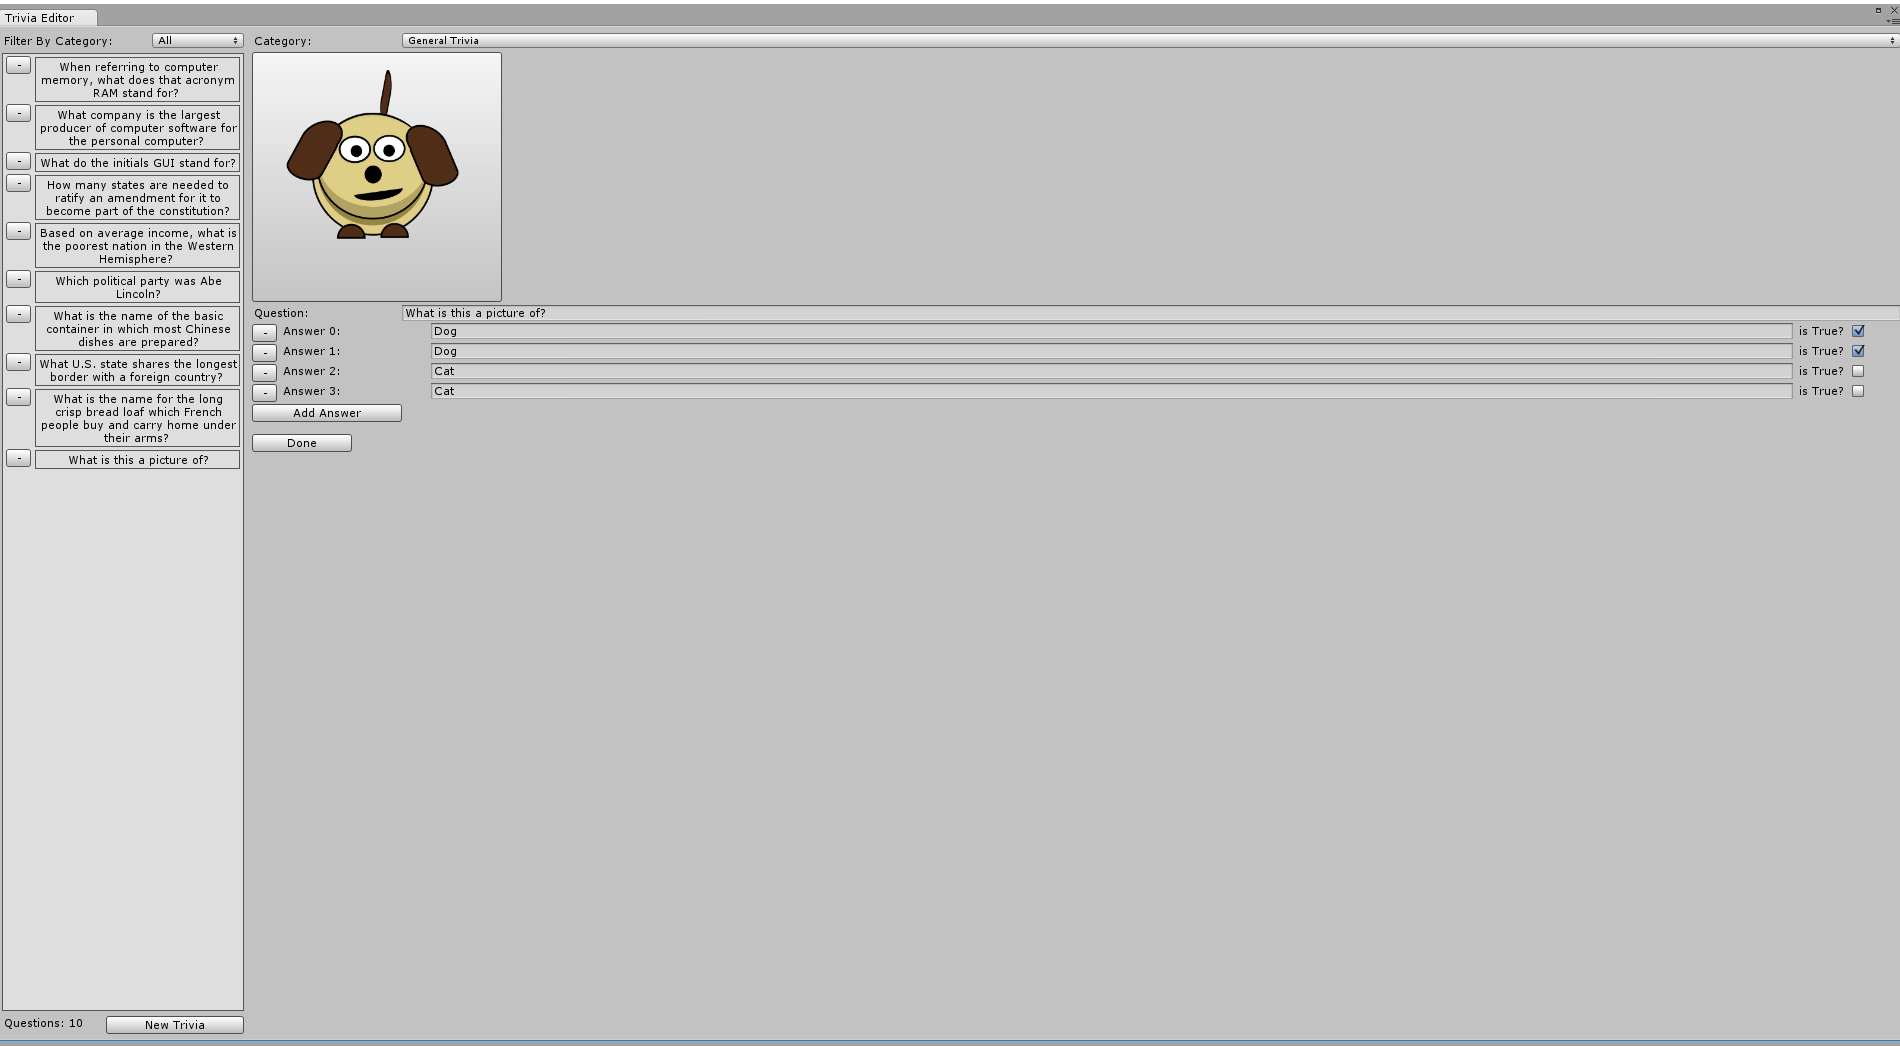 Trivia Editor
Filter By Category: All
- When referring to computer
memory, what does that acronym
RAM stand for?
- What company is the largest
producer of computer software for
the personal computer?
- What do the initials GUI stand for?
- How many states are needed to
ratify an amendment for it to
become part of the constitution?
- Based on average income, what is
the poorest nation in the Western
Hemisphere?
- Which political party was Abe
Lincoln?
- What is the name of the basic
container in which most Chinese
dishes are prepared?
- What U.S. state shares the longest
border with a foreign country?
- What is the name for the long
crisp bread loaf which French
people buy and carry home under
their arms?
- What is this a picture of?
Questions: 10 New Trivia
Category: General Trivia
Question: What is this a picture of?
- Answer 0: Dog is True?
- Answer 1: Dog is True?
- Answer 2: Cat is True?
- Answer 3: Cat is True?
Add Answer
Done